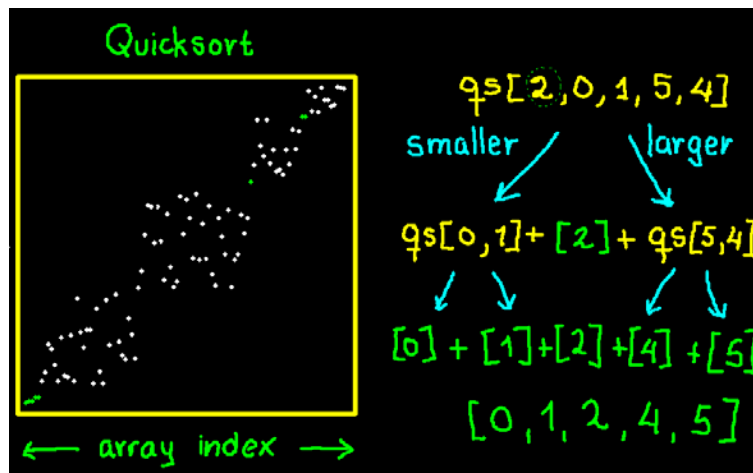 Quicksort
← array index →
qs[2,0,1,5,4]
smaller larger
qs[0,1]+[2]+qs[5,4]
[0]+[1]+[2]+[4]+[5]
[0,1,2,4,5]